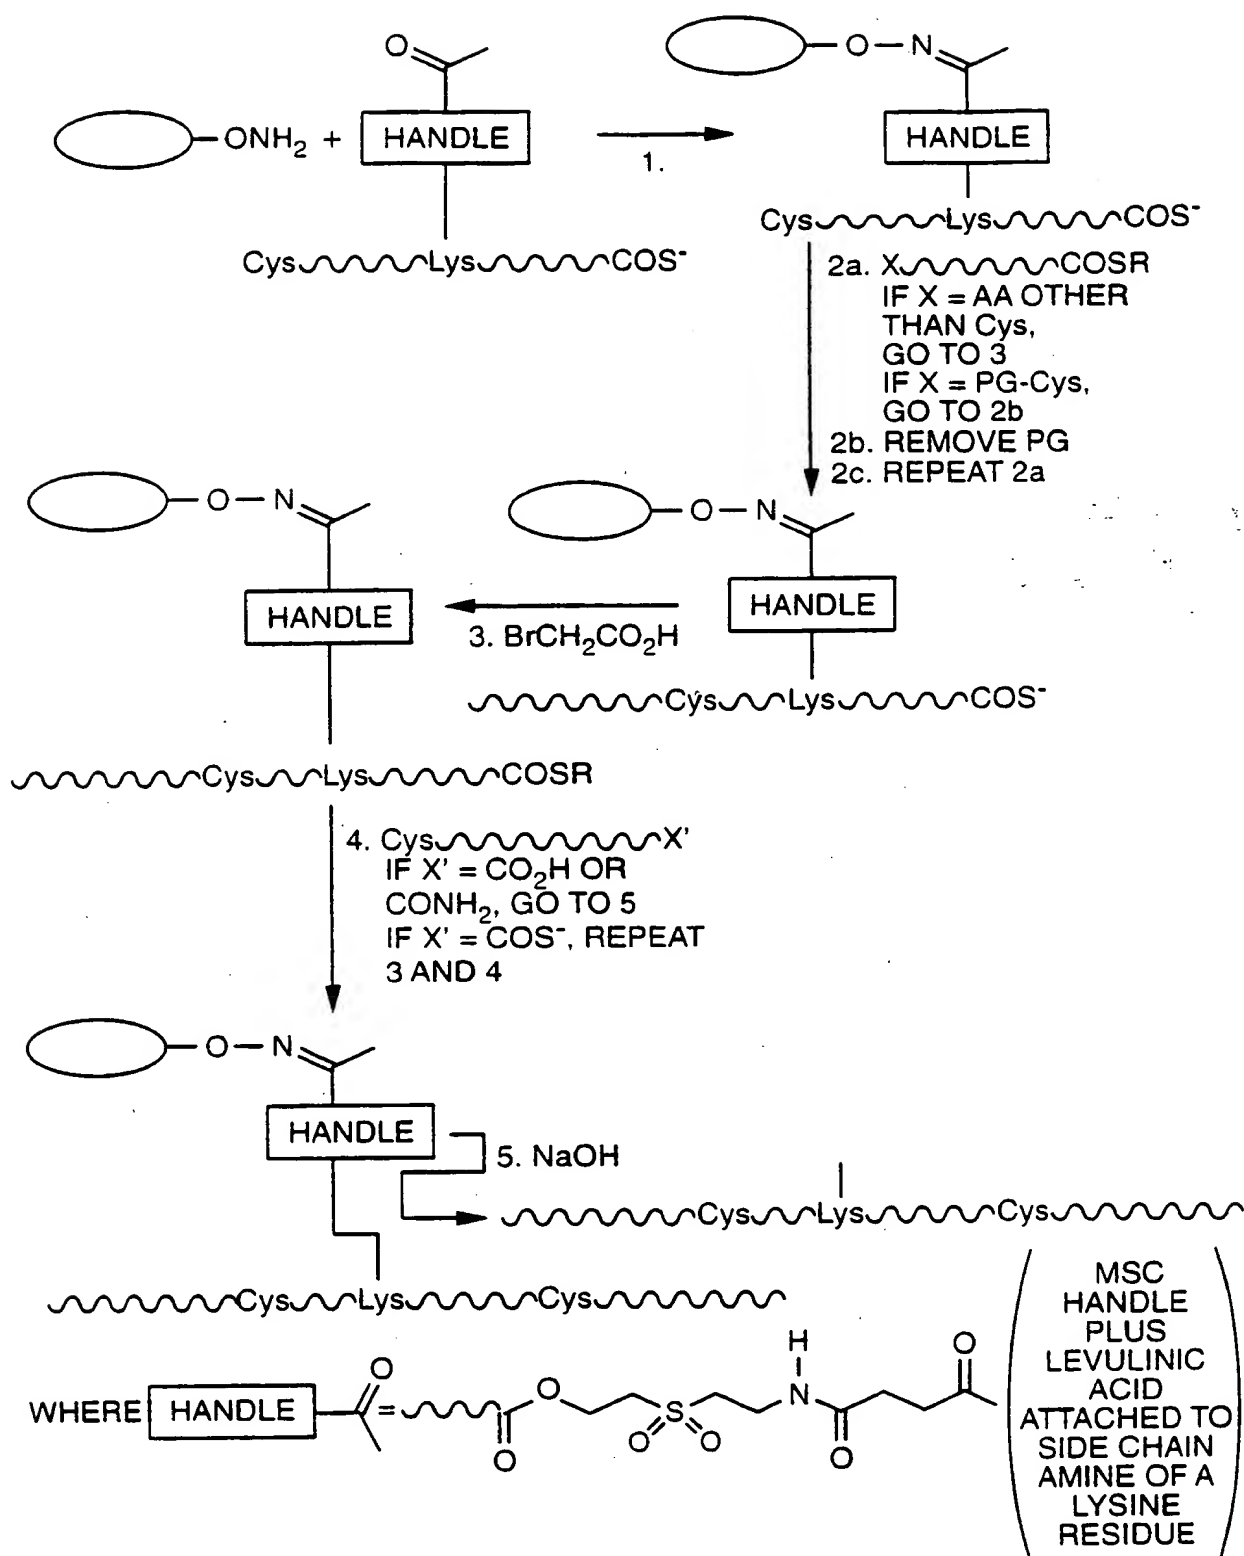 O
O—N
ONH2 + HANDLE
1.
HANDLE
Cys Lys COS-
Cys Lys COS-
2a. X COSR
IF X = AA OTHER
THAN Cys,
GO TO 3
IF X = PG-Cys,
GO TO 2b
2b. REMOVE PG
2c. REPEAT 2a
O—N
O—N
HANDLE
HANDLE
3. BrCH2CO2H
Cys Lys COS-
Cys Lys COSR
4. Cys X'
IF X' = CO2H OR
CONH2, GO TO 5
IF X' = COS-, REPEAT
3 AND 4
O—N
HANDLE
5. NaOH
Cys Lys Cys
Cys Lys Cys
WHERE HANDLE O = O O S O O H N O O
MSC
HANDLE
PLUS
LEVULINIC
ACID
ATTACHED TO
SIDE CHAIN
AMINE OF A
LYSINE
RESIDUE